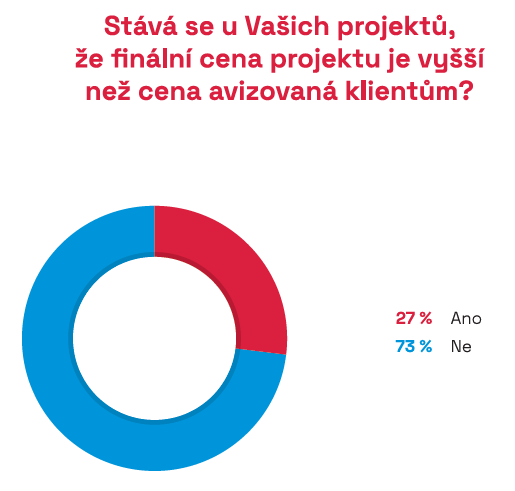 Stává se u Vašich projektů,
že finální cena projektu je vyšší
než cena avizovaná klientům?
27 % Ano
73 % Ne